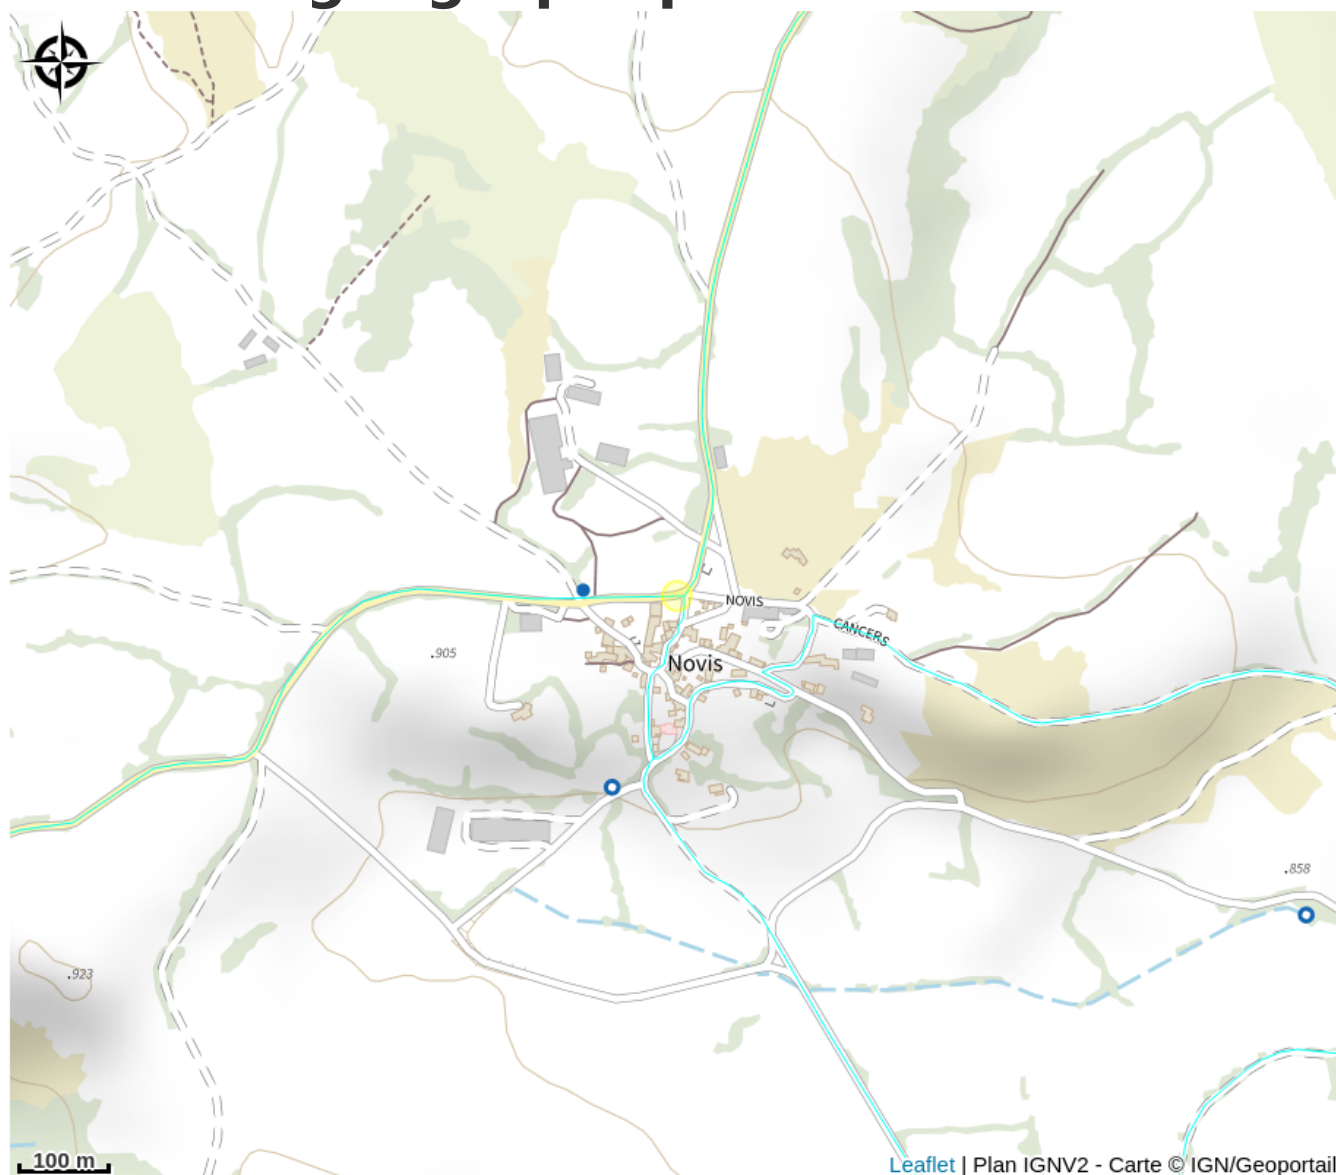 NOVIS
CANCERS
.905
Novis
.858
.923
100 m
Leaflet | Plan IGNV2 - Carte © IGN/Geoportail